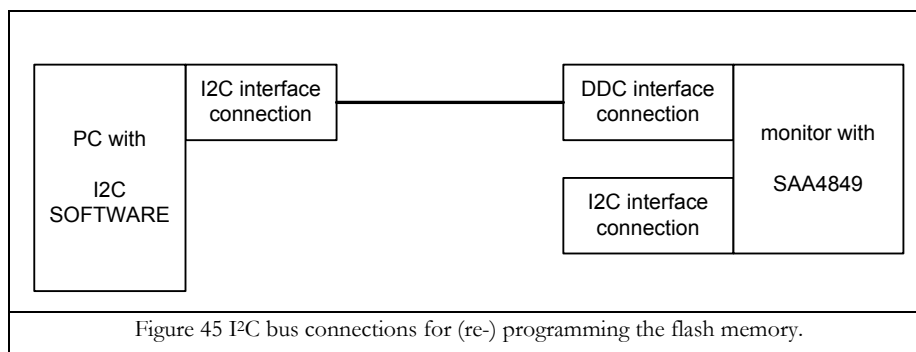 PC with
I2C
SOFTWARE
I2C interface
connection
DDC interface
connection
I2C interface
connection
monitor with
SAA4849
Figure 45 I²C bus connections for (re-) programming the flash memory.